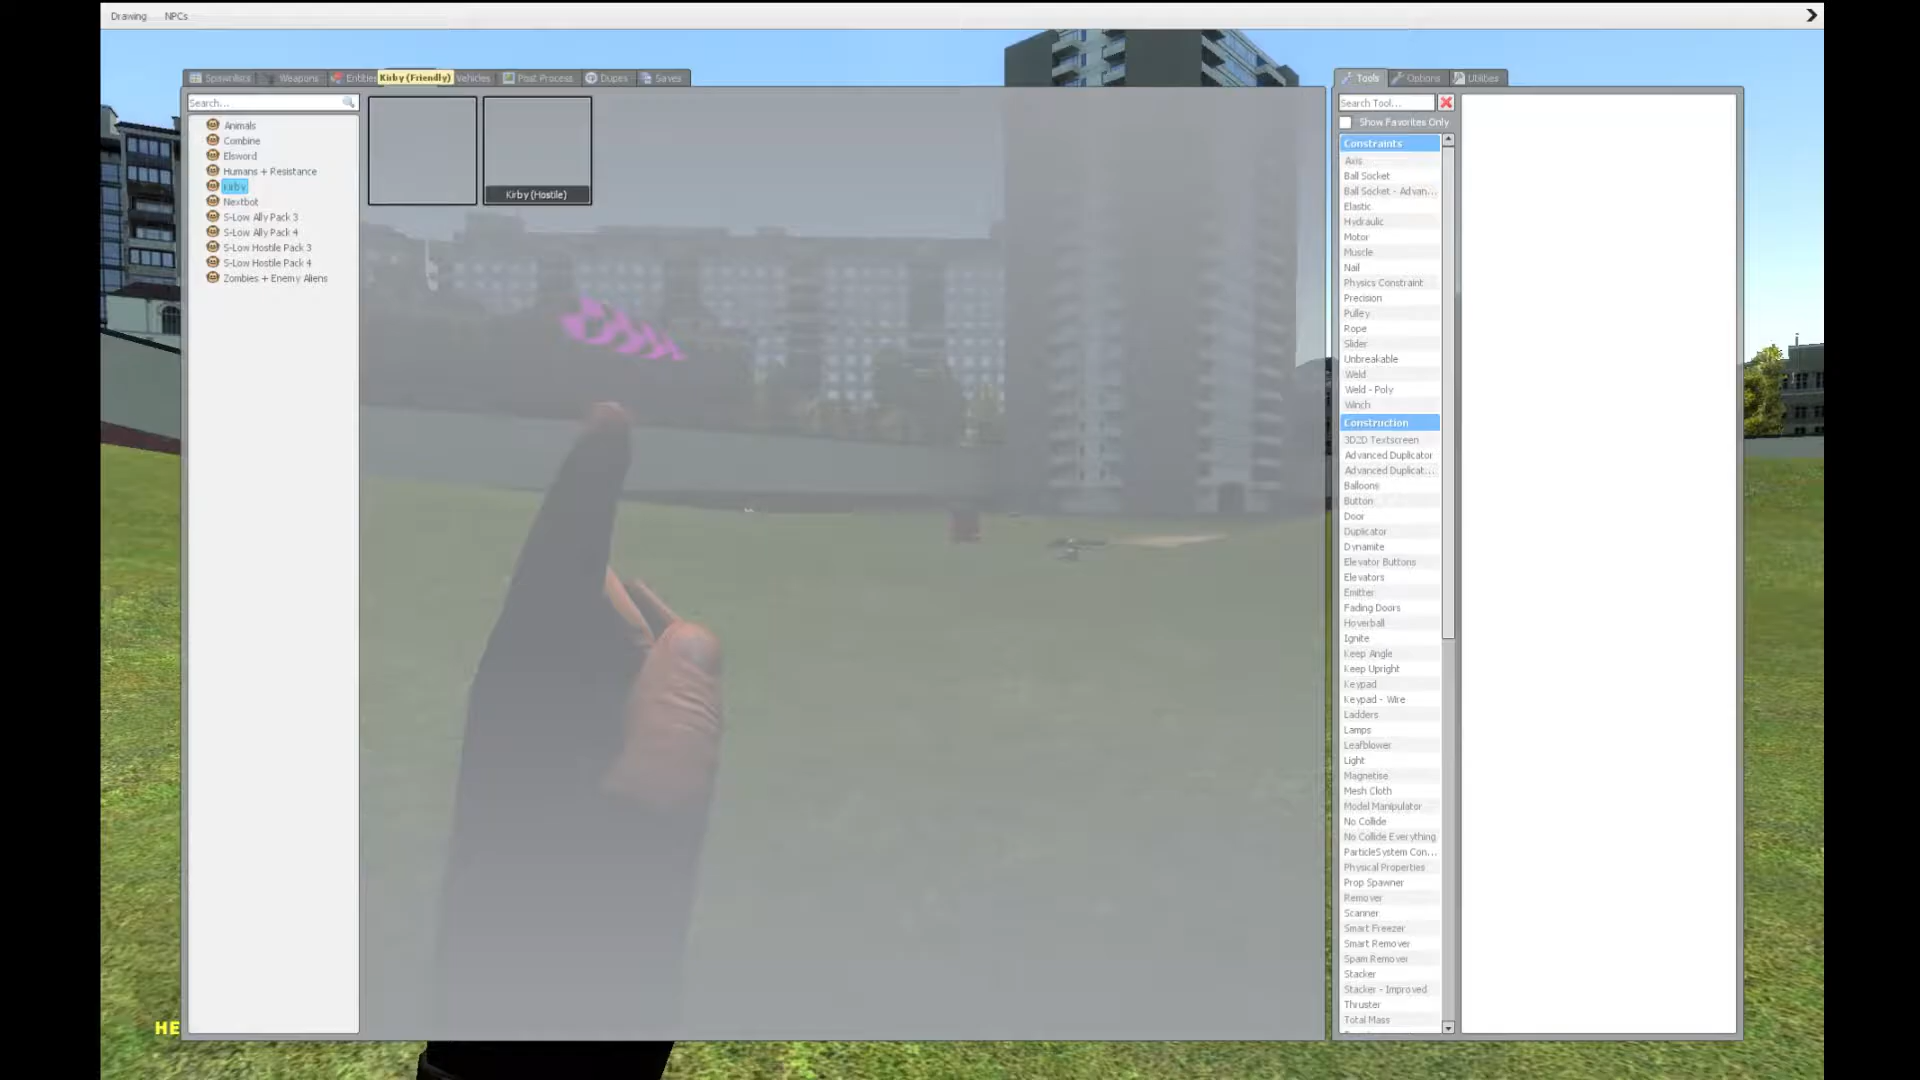 Drawing NPCs
Spawnlists Weapons Entities Kirby (Friendly) Vehicles Post Process Dupes Saves
Search...
Animals
Combine
Elsword
Humans + Resistance
Kirby
Nextbot
S-Low Ally Pack 3
S-Low Ally Pack 4
S-Low Hostile Pack 3
S-Low Hostile Pack 4
Zombies + Enemy Aliens
Kirby (Hostile)
HE
Tools Options Utilities
Search Tool...
Show Favorites Only
Constraints
Axis
Ball Socket
Ball Socket - Advan...
Elastic
Hydraulic
Motor
Muscle
Nail
Physics Constraint
Precision
Pulley
Rope
Slider
Unbreakable
Weld
Weld - Poly
Winch
Construction
3D2D Textscreen
Advanced Duplicator
Advanced Duplicat...
Balloons
Button
Door
Duplicator
Dynamite
Elevator Buttons
Elevators
Emitter
Fading Doors
Hoverball
Ignite
Keep Angle
Keep Upright
Keypad
Keypad - Wire
Ladders
Lamps
Leafblower
Light
Magnetise
Mesh Cloth
Model Manipulator
No Collide
No Collide Everything
ParticleSystem Con...
Physical Properties
Prop Spawner
Remover
Scanner
Smart Freezer
Smart Remover
Spam Remover
Stacker
Stacker - Improved
Thruster
Total Mass